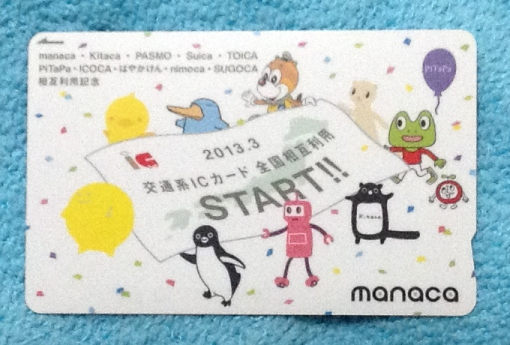 manaca・Kitaca・PASMO・Suica・TOICA
PiTaPa・ICOCA・はやかけん・nimoca・SUGOCA
相互利用記念
PiTaPa
IC
2013.3
交通系ICカード 全国相互利用
START!!
Kitaca
manaca